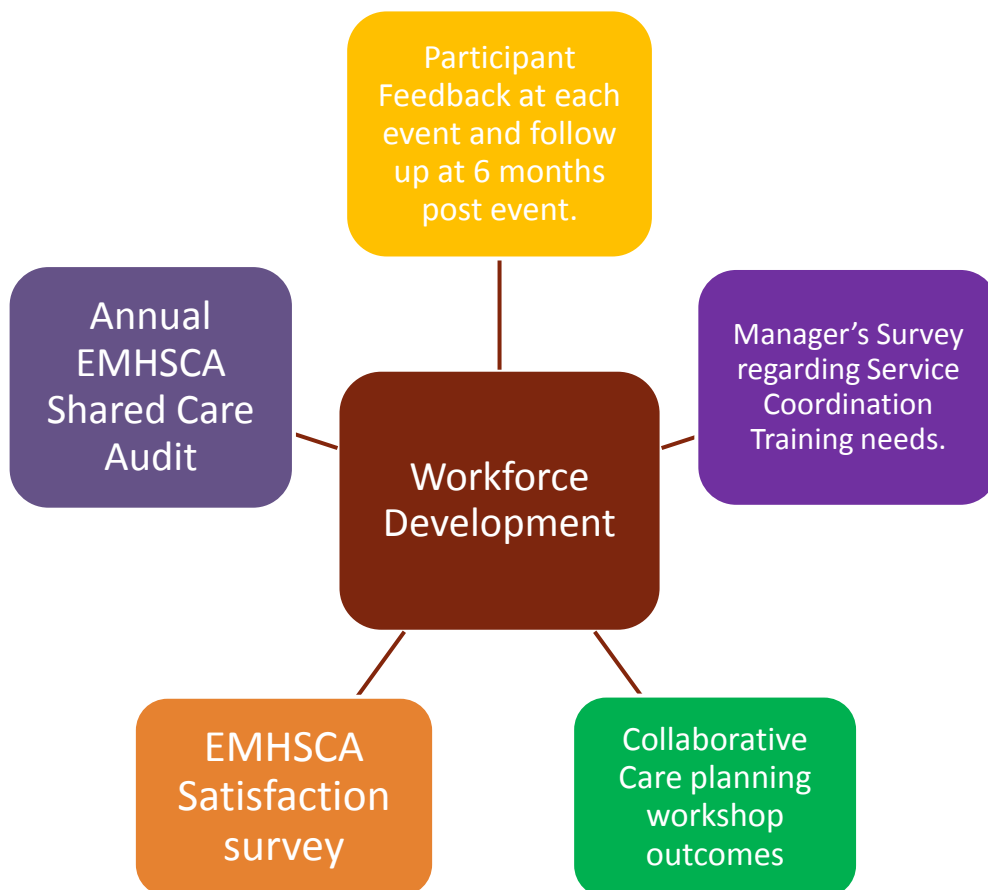 Participant
Feedback at each
event and follow
up at 6 months
post event.
Annual
EMHSCA
Shared Care
Audit
Manager’s Survey
regarding Service
Coordination
Training needs.
Workforce
Development
EMHSCA
Satisfaction
survey
Collaborative
Care planning
workshop
outcomes